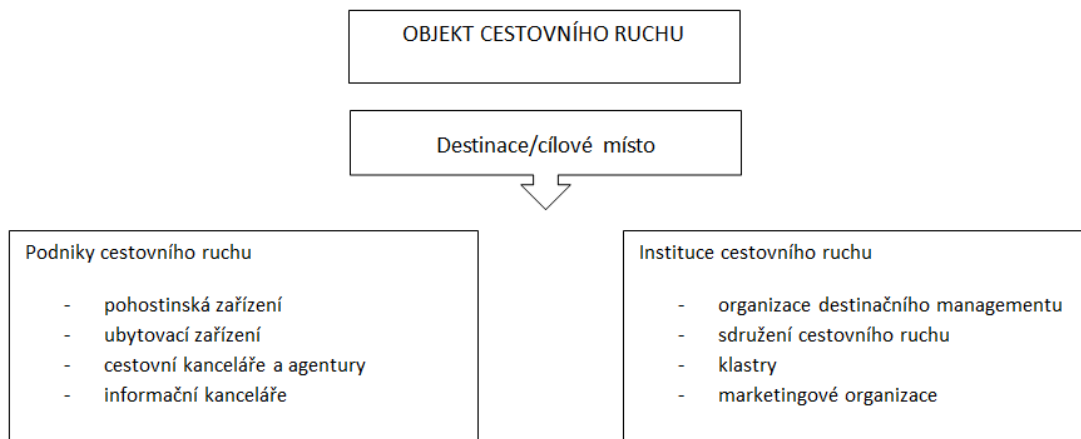 OBJEKT CESTOVNÍHO RUCHU
Destinace/cílové místo
Podniky cestovního ruchu
- pohostinská zařízení
- ubytovací zařízení
- cestovní kanceláře a agentury
- informační kanceláře
Instituce cestovního ruchu
- organizace destinačního managementu
- sdružení cestovního ruchu
- klastry
- marketingové organizace